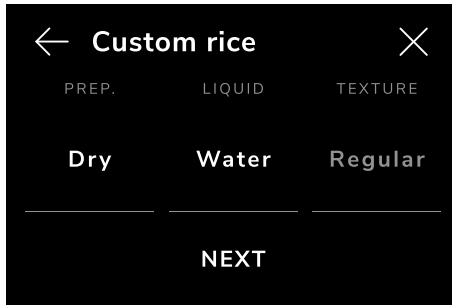 Custom rice
PREP. LIQUID TEXTURE
Dry Water Regular
NEXT